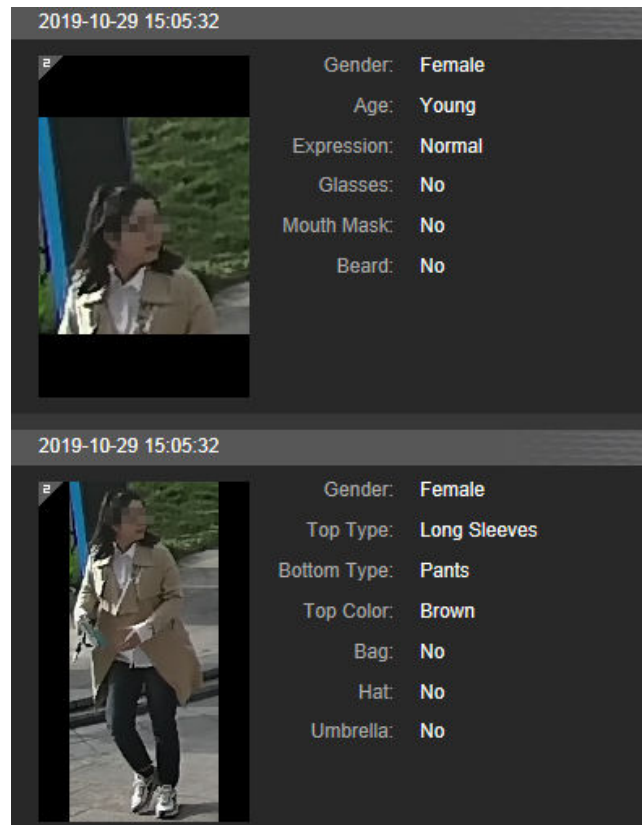 2019-10-29 15:05:32
2
Gender: Female
Age: Young
Expression: Normal
Glasses: No
Mouth Mask: No
Beard: No
2019-10-29 15:05:32
2
Gender: Female
Top Type: Long Sleeves
Bottom Type: Pants
Top Color: Brown
Bag: No
Hat: No
Umbrella: No